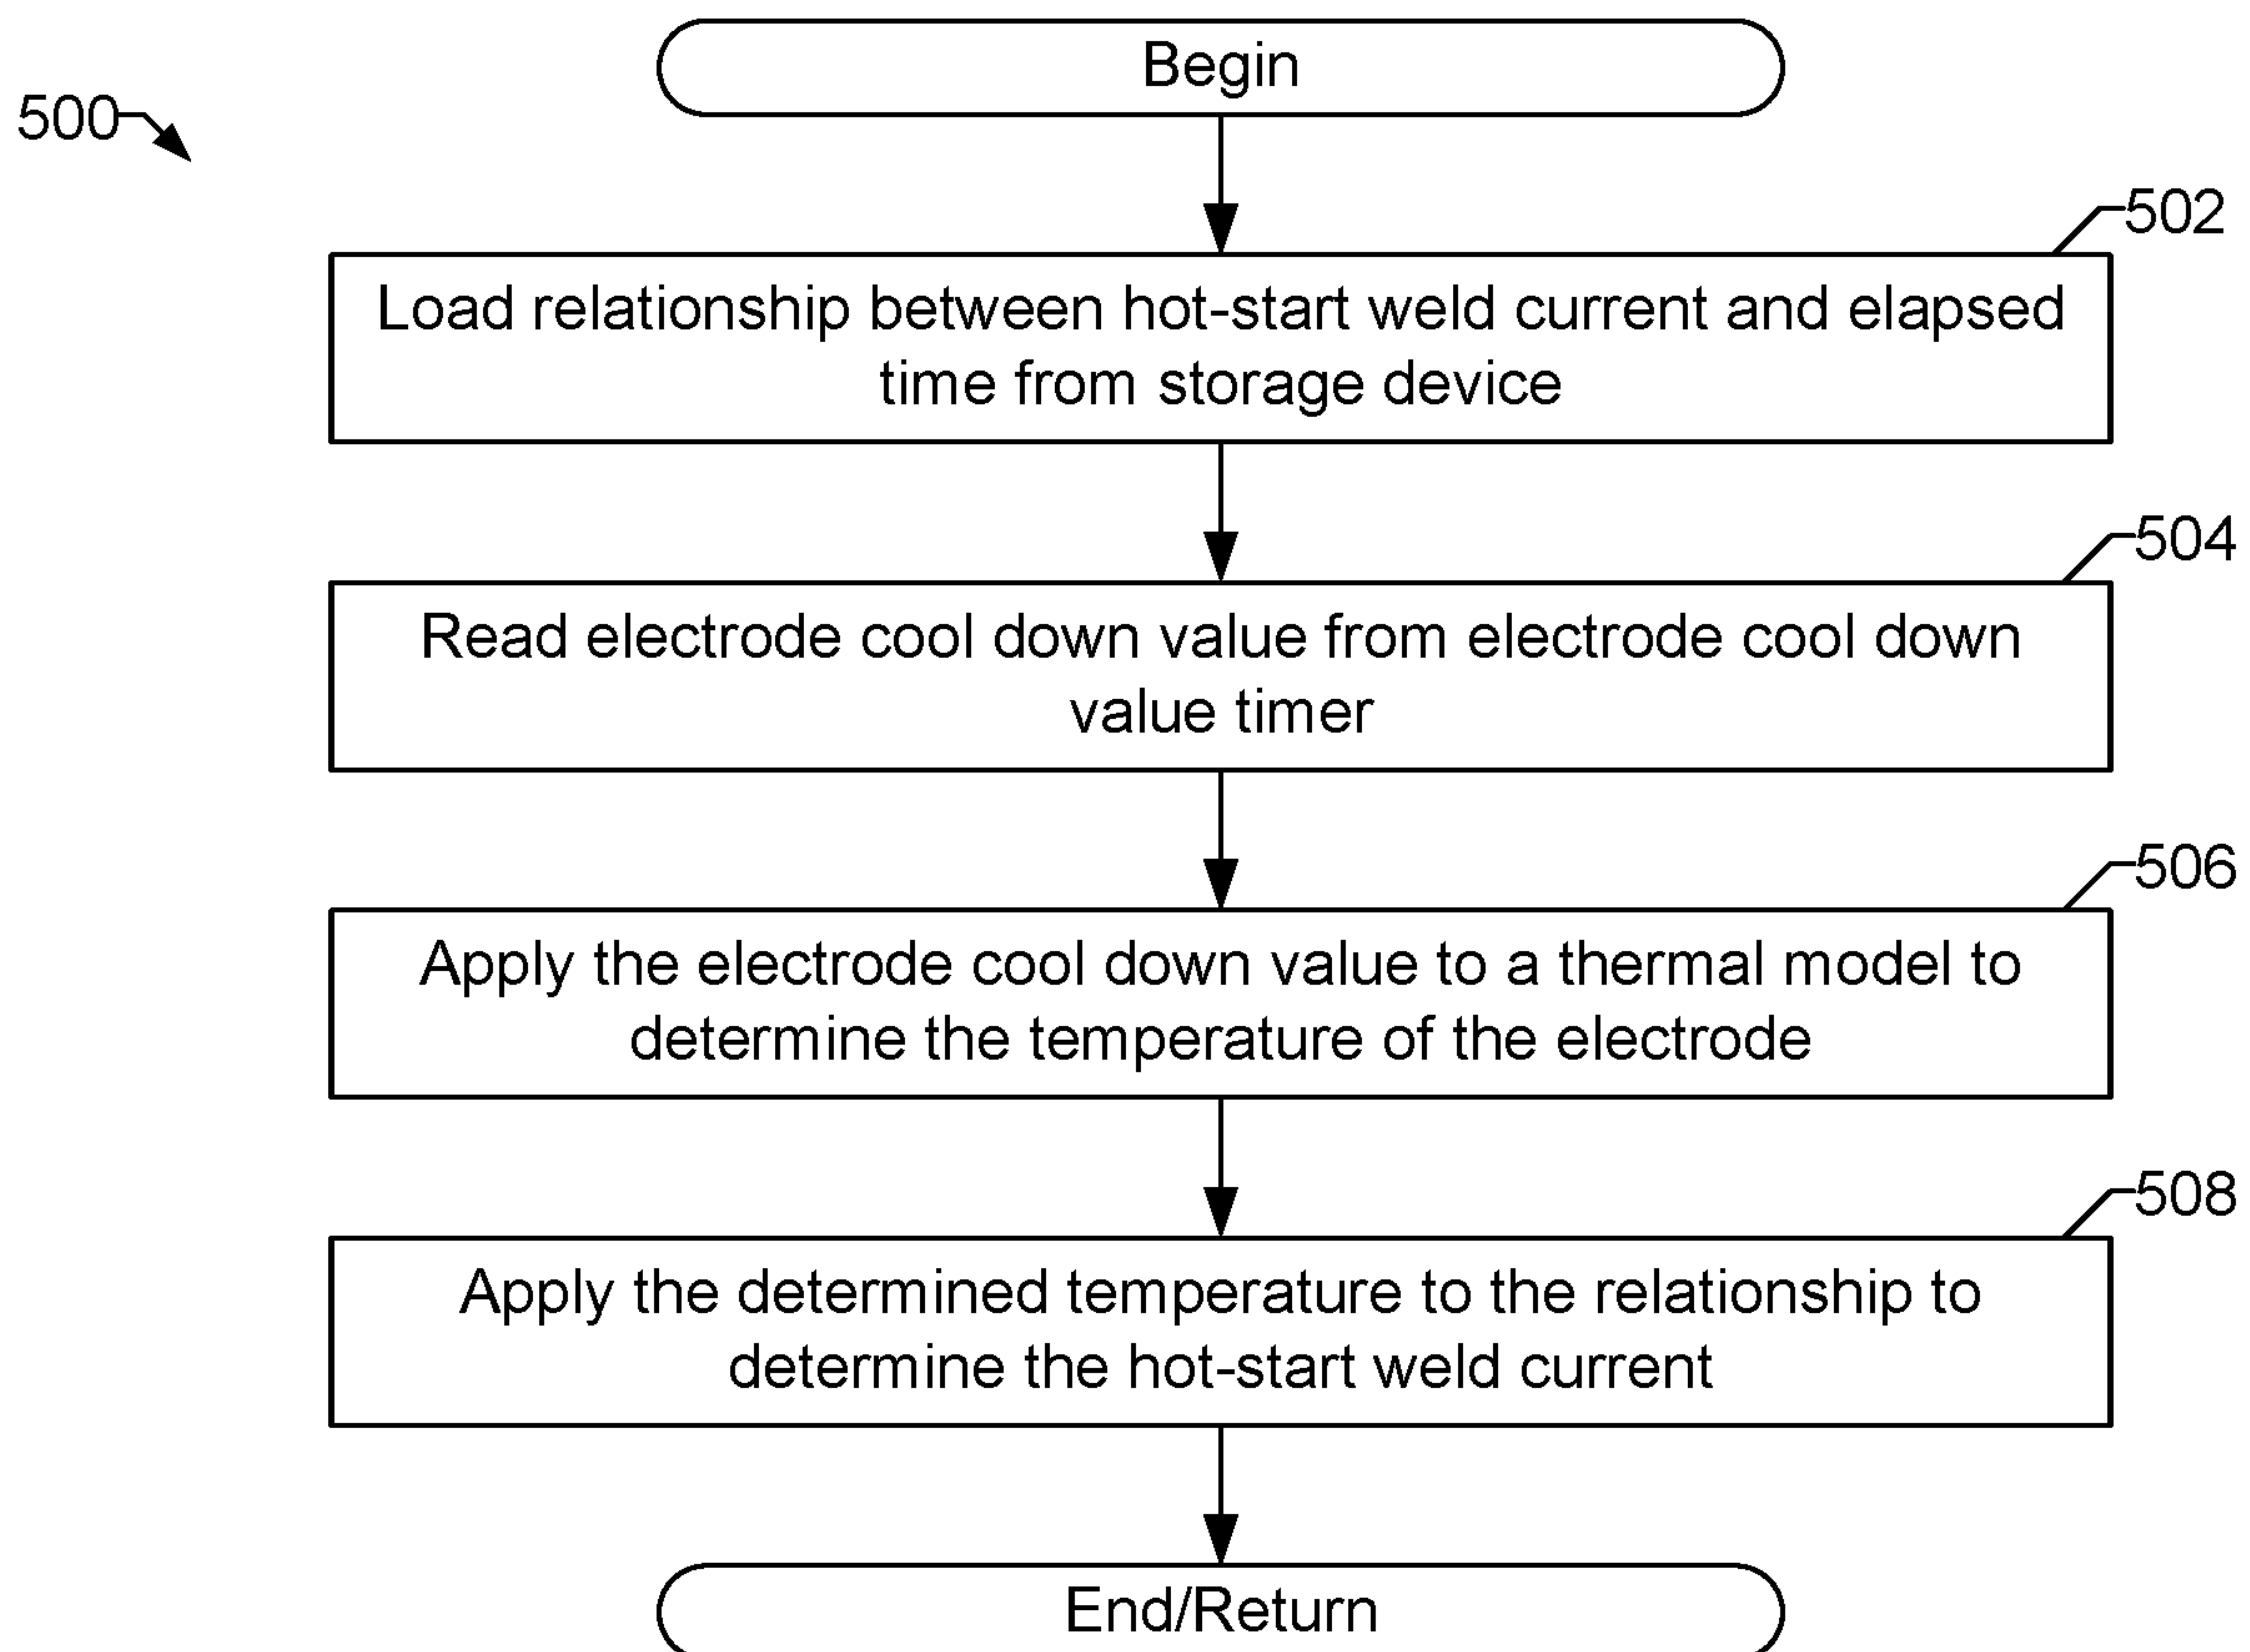 Begin
500
502
Load relationship between hot-start weld current and elapsed
time from storage device
504
Read electrode cool down value from electrode cool down
value timer
506
Apply the electrode cool down value to a thermal model to
determine the temperature of the electrode
508
Apply the determined temperature to the relationship to
determine the hot-start weld current
End/Return